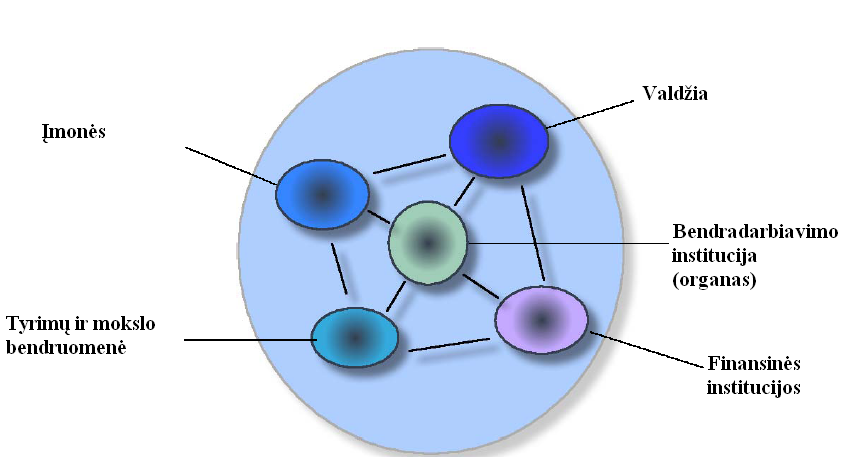 Valdžia
Įmonės
Bendradarbiavimo
institucija
(organas)
Tyrimų ir mokslo
bendruomenė
Finansinės
institucijos